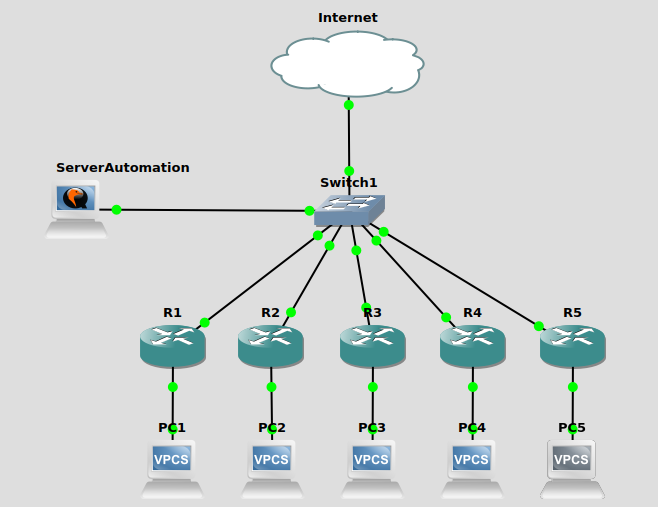 Internet
ServerAutomation
Switch1
R1
R2
R3
R4
R5
PC1
PC2
PC3
PC4
PC5
VPCS
VPCS
VPCS
VPCS
VPCS